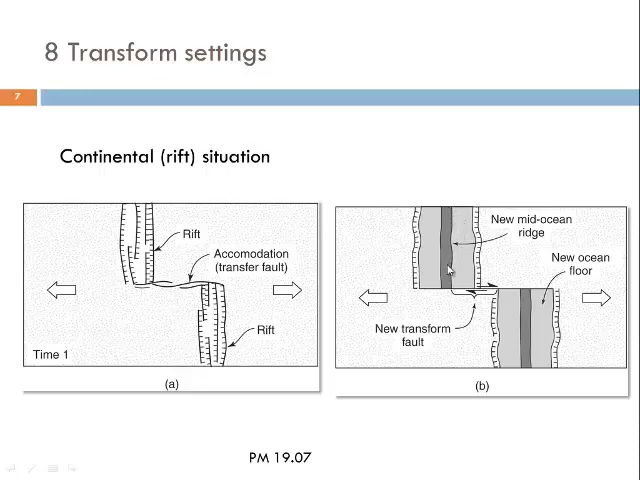 8 Transform settings
7
Continental (rift) situation
Rift
Accomodation
(transfer fault)
Rift
Time 1
(a)
New mid-ocean
ridge
New ocean
floor
New transform
fault
(b)
PM 19.07